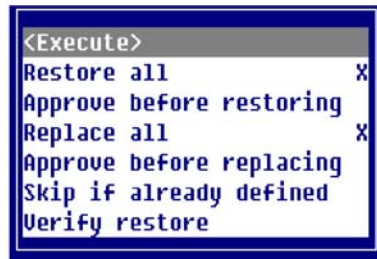 <Execute>
Restore all X
Approve before restoring
Replace all X
Approve before replacing
Skip if already defined
Verify restore